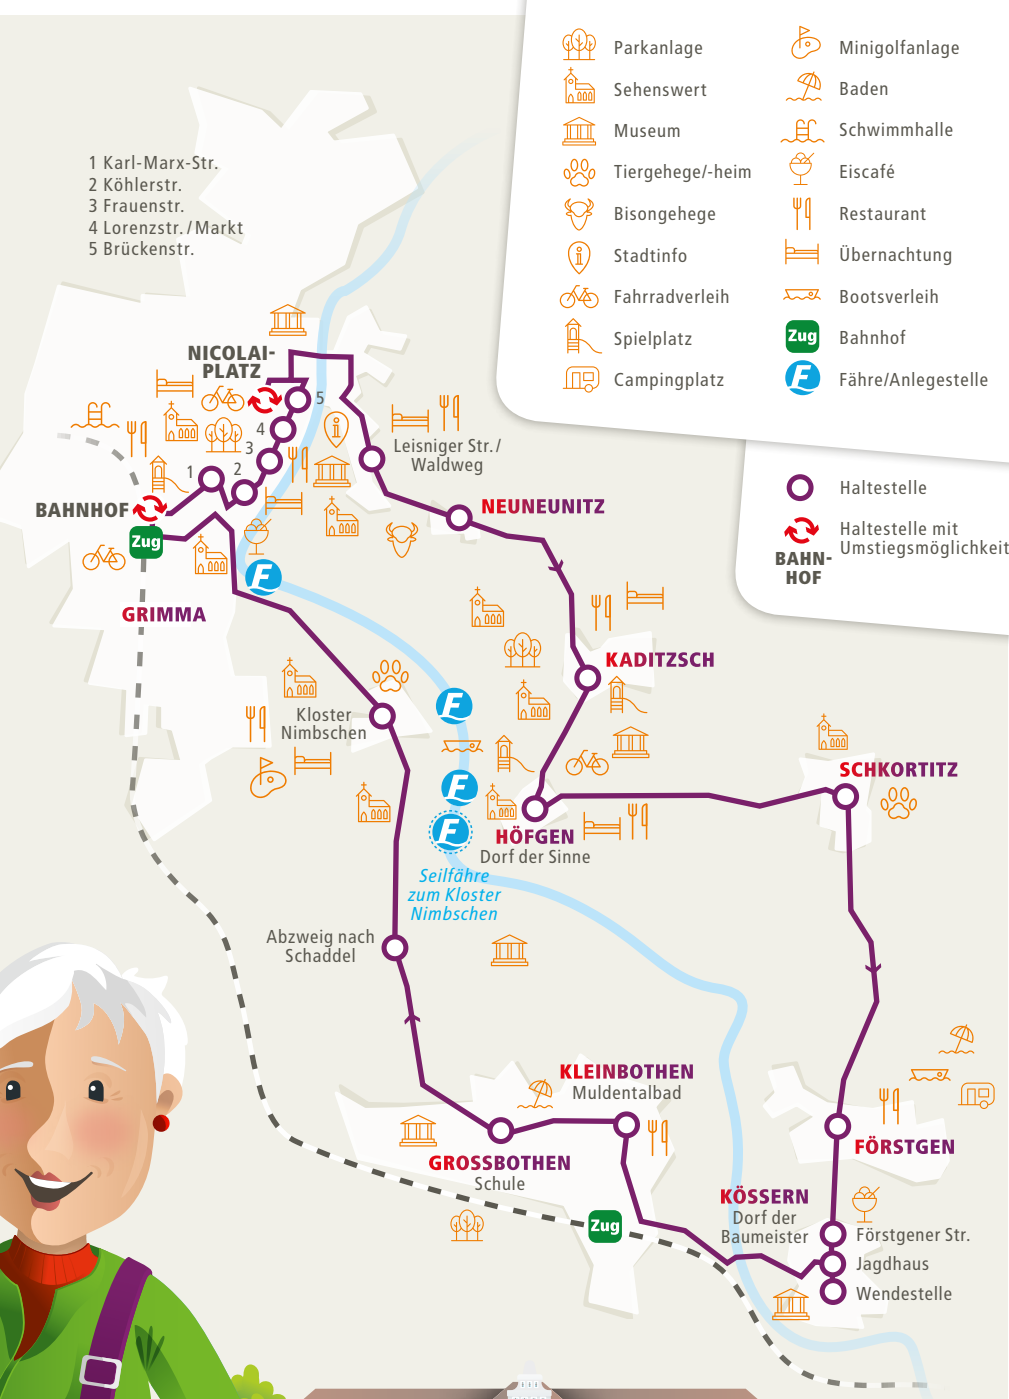 Parkanlage
Sehenswert
Museum
Tiergehege/-heim
Bisongehege
Stadtinfo
Fahrradverleih
Spielplatz
Campingplatz
Minigolfanlage
Baden
Schwimmhalle
Eiscafé
Restaurant
Übernachtung
Bootsverleih
Zug Bahnhof
F Fähre/Anlegestelle
Haltestelle
Haltestelle mit
Umstiegsmöglichkeit
BAHN-
HOF
1 Karl-Marx-Str.
2 Köhlerstr.
3 Frauenstr.
4 Lorenzstr./Markt
5 Brückenstr.
NICOLAI-
PLATZ
5
4
3
2
1
i
Leisniger Str./
Waldweg
BAHNHOF
Zug
NEUNEUNITZ
F
GRIMMA
KADITZSCH
Kloster
Nimbschen
F
SCHKORTITZ
F
F
HÖFGEN
Dorf der Sinne
Seilfähre
zum Kloster
Nimbschen
Abzweig nach
Schaddel
KLEINBOTHEN
Muldentalbad
GROSSBOTHEN
Schule
FÖRSTGEN
Zug
KÖSSERN
Dorf der
Baumeister
Förstgener Str.
Jagdhaus
Wendestelle